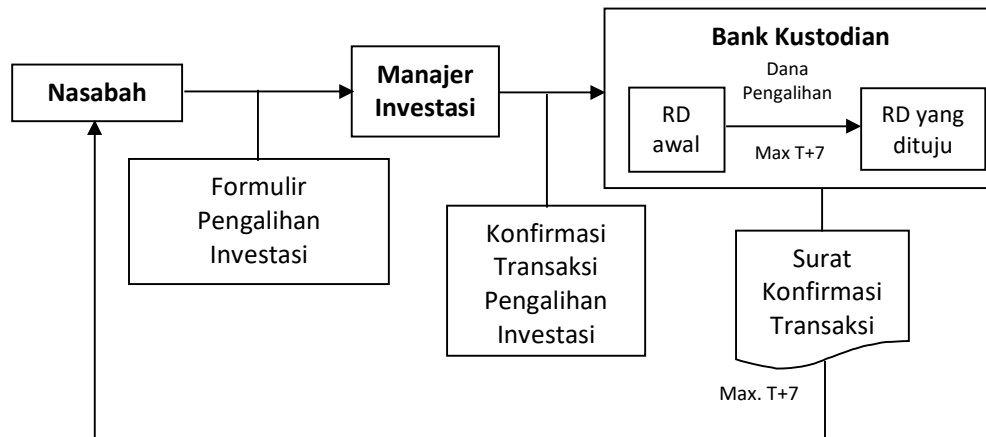 Nasabah
Manajer
Investasi
Bank Kustodian
Dana
Pengalihan
RD
awal
Max T+7
RD yang
dituju
Formulir
Pengalihan
Investasi
Konfirmasi
Transaksi
Pengalihan
Investasi
Surat
Konfirmasi
Transaksi
Max. T+7